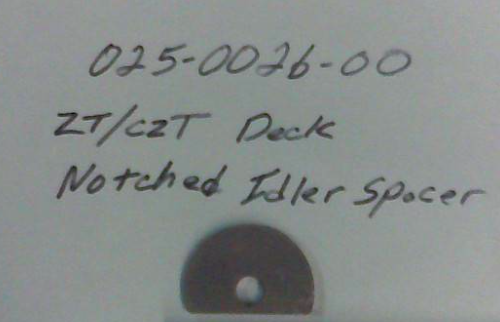 025-0026-00
ZT/CZT Deck
Notched Idler Spacer